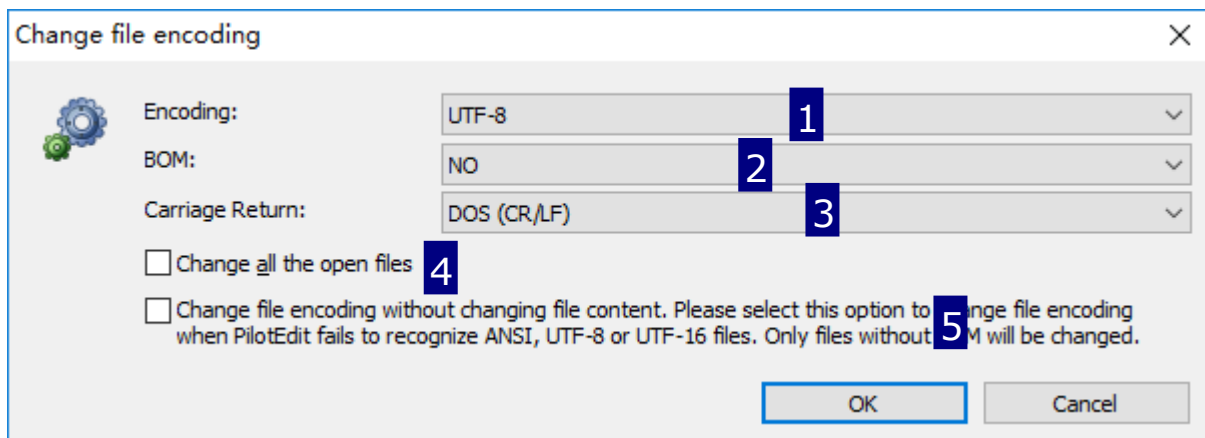 Change file encoding
Encoding: UTF-8 1
BOM: NO 2
Carriage Return: DOS (CR/LF) 3
Change all the open files 4
Change file encoding without changing file content. Please select this option to 5 ange file encoding
when PilotEdit fails to recognize ANSI, UTF-8 or UTF-16 files. Only files without M will be changed.
OK Cancel